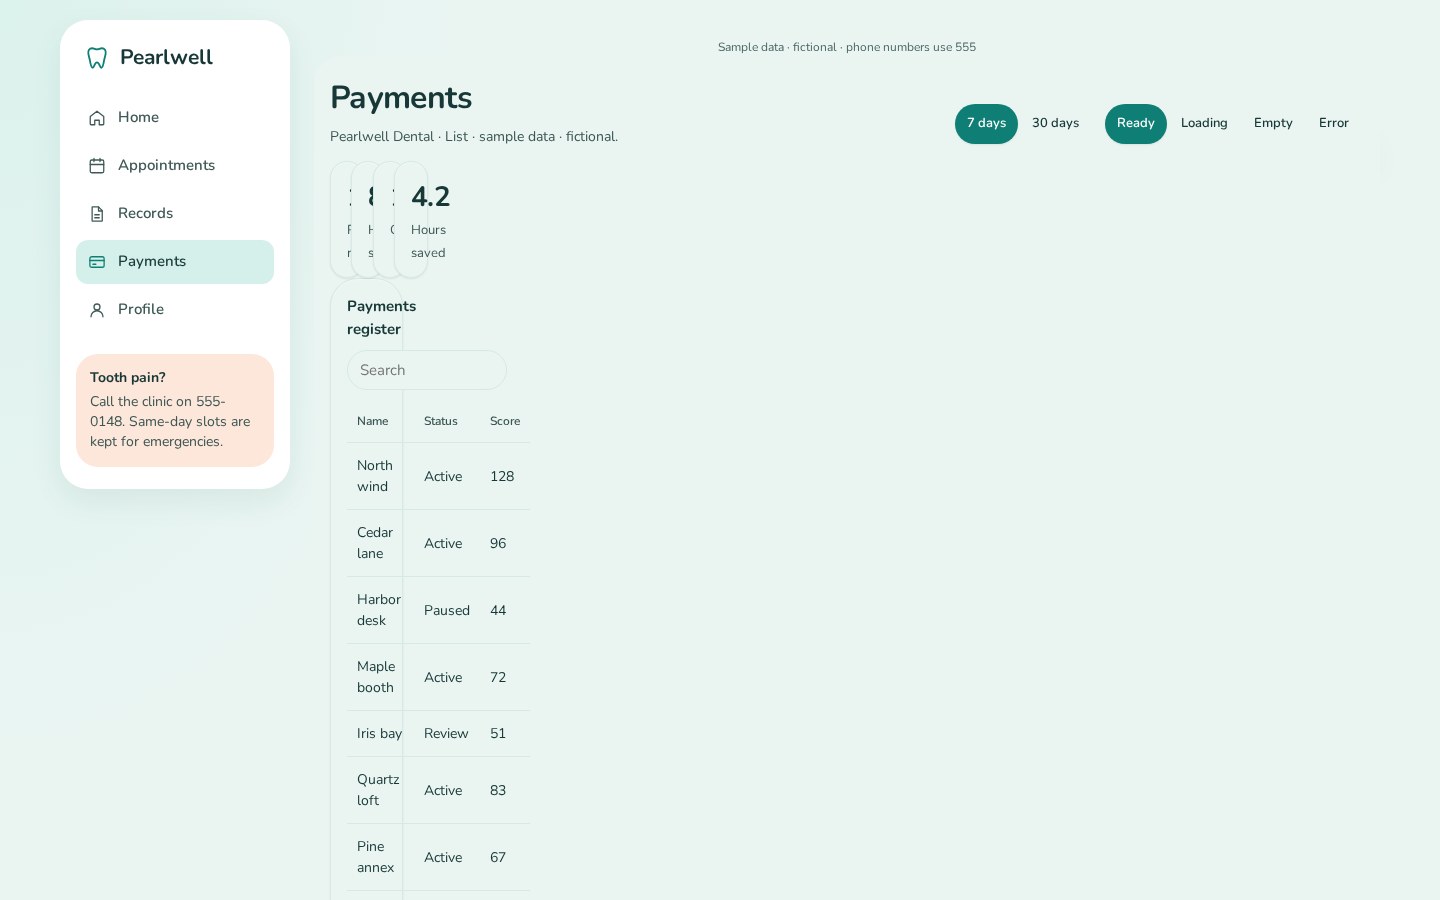 Pearlwell
Home
Appointments
Records
Payments
Profile
Tooth pain?
Call the clinic on 555-
0148. Same-day slots are
kept for emergencies.
Sample data · fictional · phone numbers use 555
Payments
Pearlwell Dental · List · sample data · fictional.
7 days
30 days
Ready
Loading
Empty
Error
4.2
Hours
saved
Payments
register
Search
Name Status Score
North
wind
Active 128
Cedar
lane
Active 96
Harbor
desk
Paused 44
Maple
booth
Active 72
Iris bay Review 51
Quartz
loft
Active 83
Pine
annex
Active 67